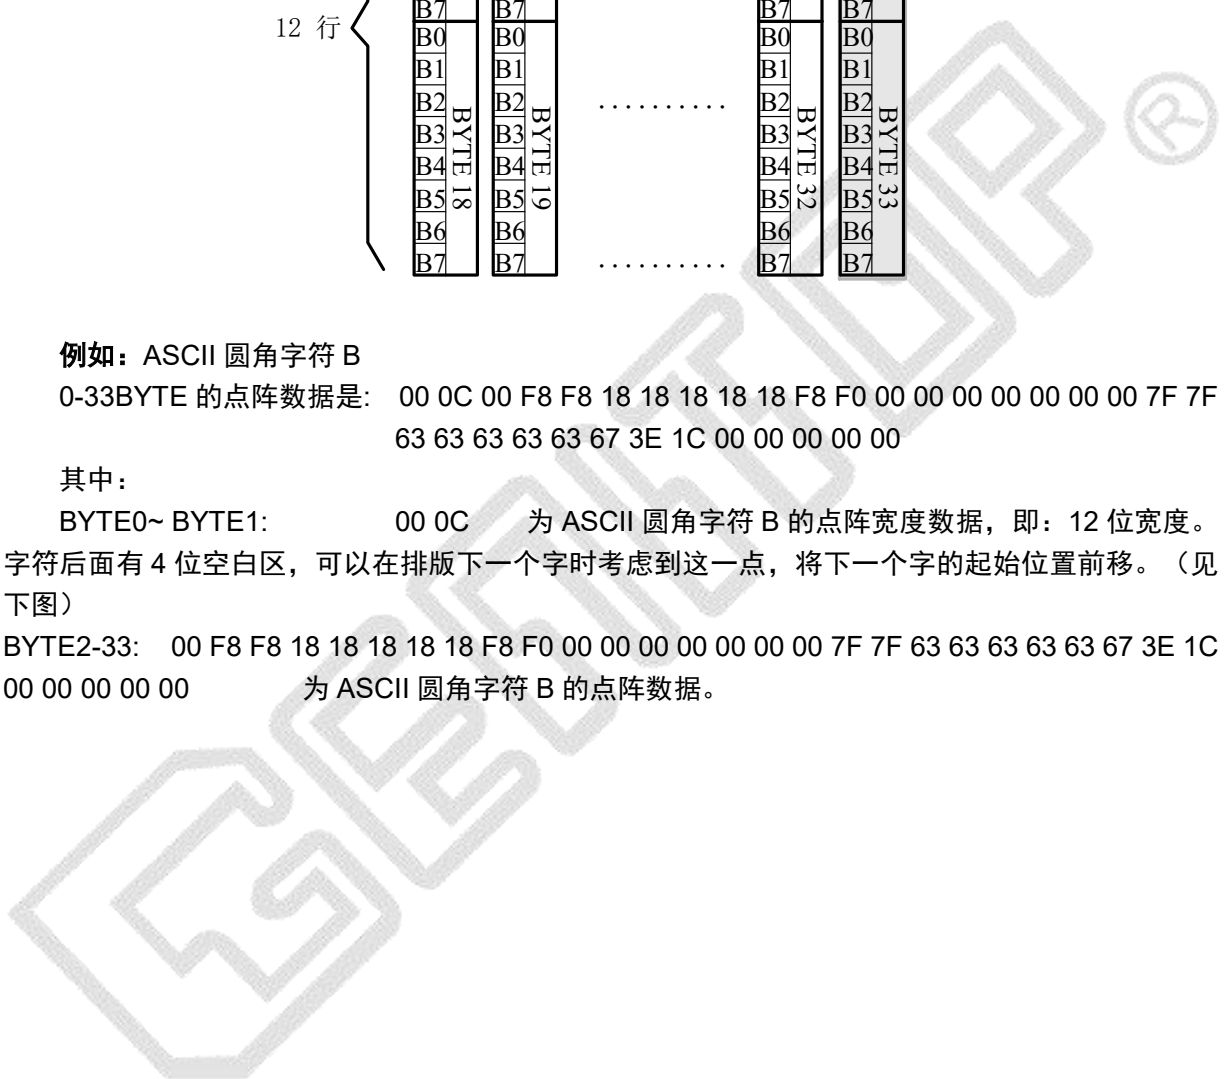 B7 B7 B7 B7
12 行
B0 B0 B0 B0
B1 B1 B1 B1
B2 B2 .......... B2 B2
B3 B3 B3 B3
B4 B4 B4 B4
B5 B5 B5 B5
B6 B6 B6 B6
B7 B7 .......... B7 B7
BYTE 18
BYTE 19
BYTE 32
BYTE 33
例如：ASCII 圆角字符 B
0-33BYTE 的点阵数据是: 00 0C 00 F8 F8 18 18 18 18 18 F8 F0 00 00 00 00 00 00 00 7F 7F
63 63 63 63 63 67 3E 1C 00 00 00 00 00
其中：
BYTE0~ BYTE1: 00 0C 为 ASCII 圆角字符 B 的点阵宽度数据，即：12 位宽度。
字符后面有 4 位空白区，可以在排版下一个字时考虑到这一点，将下一个字的起始位置前移。（见
下图）
BYTE2-33: 00 F8 F8 18 18 18 18 18 F8 F0 00 00 00 00 00 00 00 7F 7F 63 63 63 63 63 67 3E 1C
00 00 00 00 00 为 ASCII 圆角字符 B 的点阵数据。
GENITOP®